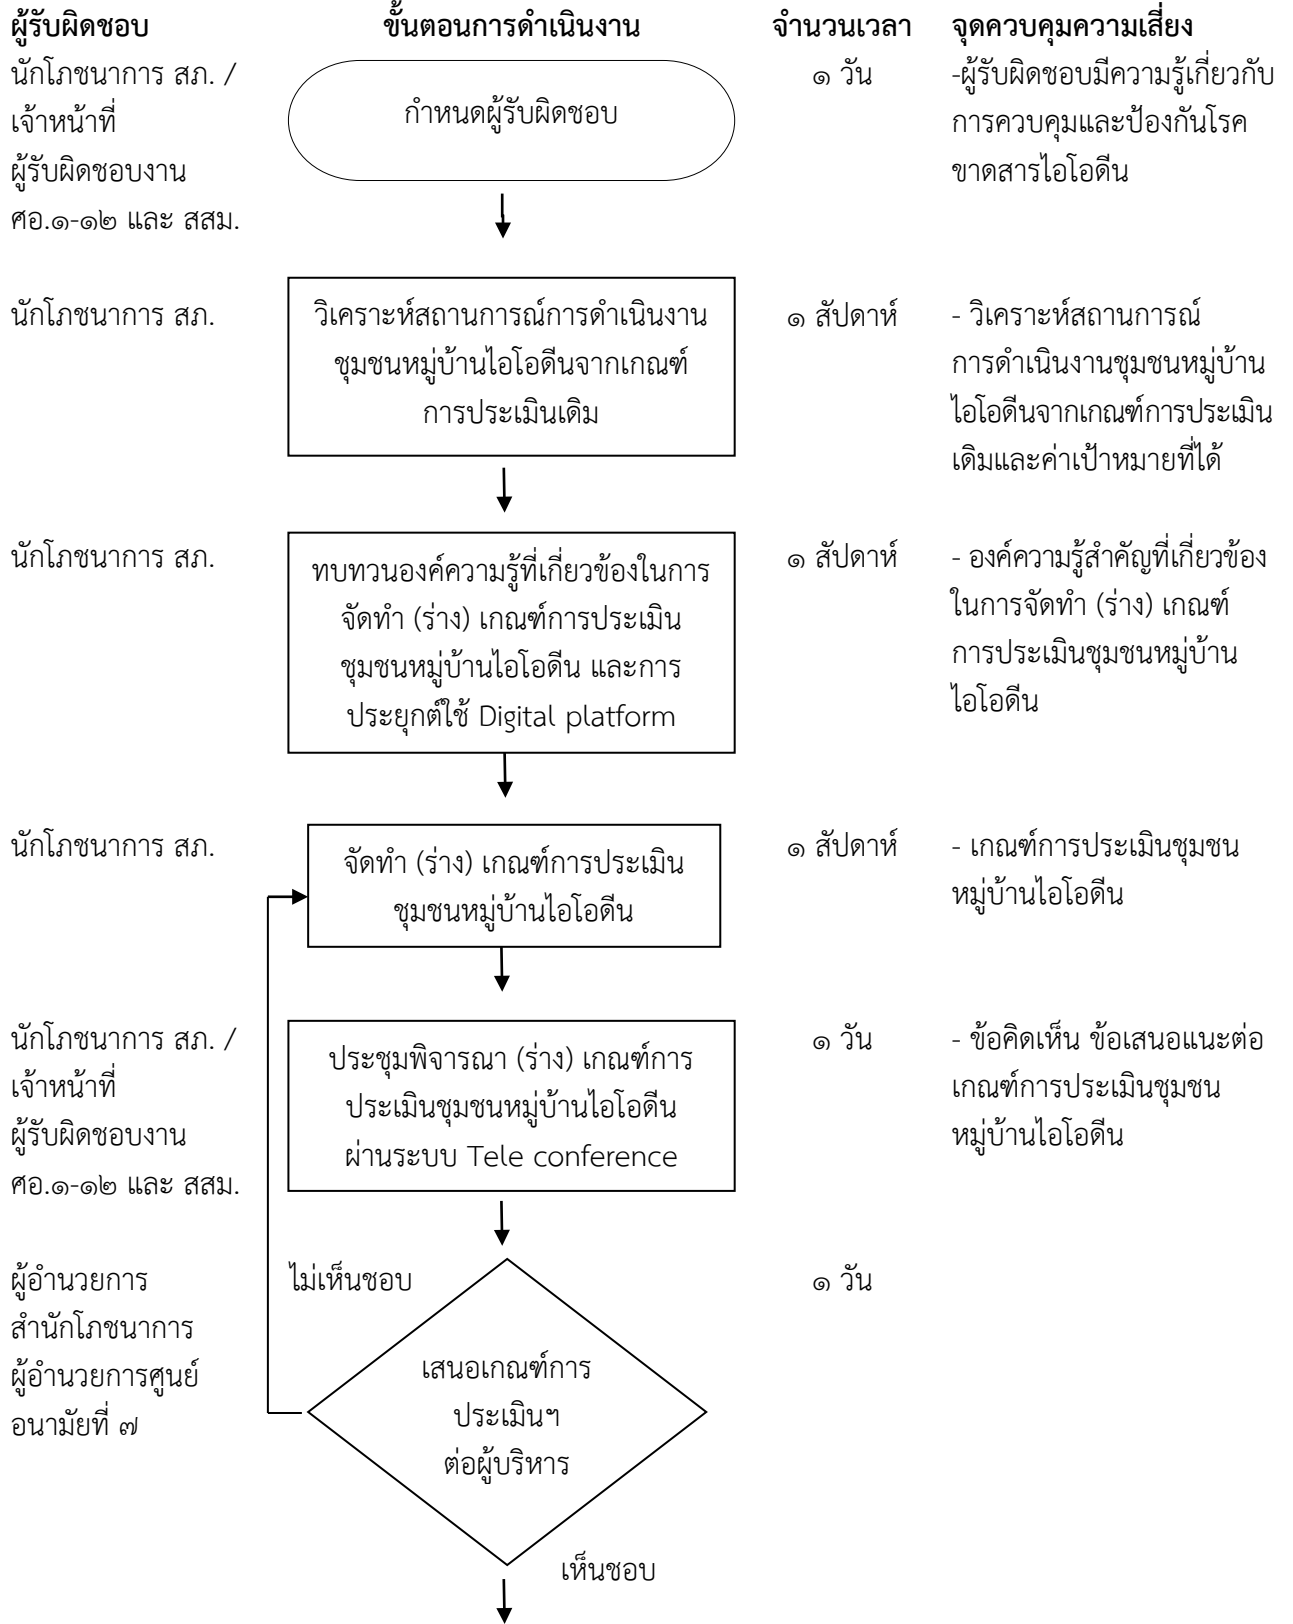 ผู้รับผิดชอบ ขั้นตอนการดำเนินงาน จำนวนเวลา จุดควบคุมความเสี่ยง
นักโภชนาการ สภ. /
เจ้าหน้าที่
ผู้รับผิดชอบงาน
ศอ.๑-๑๒ และ สสม.
กำหนดผู้รับผิดชอบ
๑ วัน
-ผู้รับผิดชอบมีความรู้เกี่ยวกับ
การควบคุมและป้องกันโรค
ขาดสารไอโอดีน
นักโภชนาการ สภ.
วิเคราะห์สถานการณ์การดำเนินงาน
ชุมชนหมู่บ้านไอโอดีนจากเกณฑ์
การประเมินเดิม
๑ สัปดาห์
- วิเคราะห์สถานการณ์
การดำเนินงานชุมชนหมู่บ้าน
ไอโอดีนจากเกณฑ์การประเมิน
เดิมและค่าเป้าหมายที่ได้
นักโภชนาการ สภ.
ทบทวนองค์ความรู้ที่เกี่ยวข้องในการ
จัดทำ (ร่าง) เกณฑ์การประเมิน
ชุมชนหมู่บ้านไอโอดีน และการ
ประยุกต์ใช้ Digital platform
๑ สัปดาห์
- องค์ความรู้สำคัญที่เกี่ยวข้อง
ในการจัดทำ (ร่าง) เกณฑ์
การประเมินชุมชนหมู่บ้าน
ไอโอดีน
นักโภชนาการ สภ.
จัดทำ (ร่าง) เกณฑ์การประเมิน
ชุมชนหมู่บ้านไอโอดีน
๑ สัปดาห์
- เกณฑ์การประเมินชุมชน
หมู่บ้านไอโอดีน
นักโภชนาการ สภ. /
เจ้าหน้าที่
ผู้รับผิดชอบงาน
ศอ.๑-๑๒ และ สสม.
ประชุมพิจารณา (ร่าง) เกณฑ์การ
ประเมินชุมชนหมู่บ้านไอโอดีน
ผ่านระบบ Tele conference
๑ วัน
- ข้อคิดเห็น ข้อเสนอแนะต่อ
เกณฑ์การประเมินชุมชน
หมู่บ้านไอโอดีน
ผู้อำนวยการ
สำนักโภชนาการ
ผู้อำนวยการศูนย์
อนามัยที่ ๗
ไม่เห็นชอบ
เสนอเกณฑ์การ
ประเมินฯ
ต่อผู้บริหาร
๑ วัน
เห็นชอบ